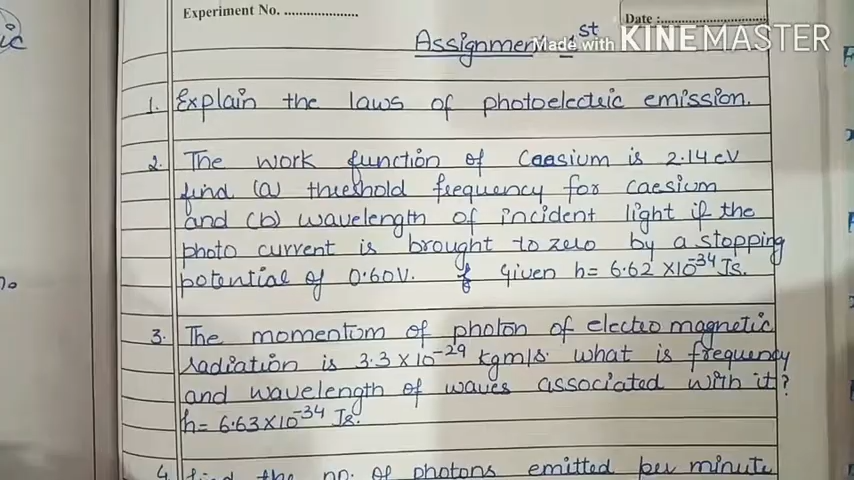 ic
Experiment No. ....................
Date :........................
Assignment 1st
Made with KINEMASTER
1. Explain the laws of photoelectric emission.
2. The work function of Caesium is 2.14 eV
find (a) threshold frequency for caesium
and (b) wavelength of incident light if the
photo current is brought to zero by a stopping
potential of 0.60V. Given h= 6.62 ×10⁻³⁴ Js.
3. The momentum of photon of electro magnetic
radiation is 3.3 × 10⁻²⁹ kgm/s. what is frequency
and wavelength of waves associated with it?
h= 6.63×10⁻³⁴ Js.
4. find the no. of photons emitted per minute